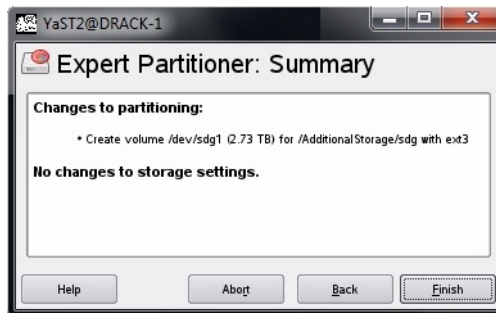 YaST2@DRACK-1
Expert Partitioner: Summary
Changes to partitioning:
• Create volume /dev/sdg1 (2.73 TB) for /AdditionalStorage/sdg with ext3
No changes to storage settings.
Help Abort Back Finish